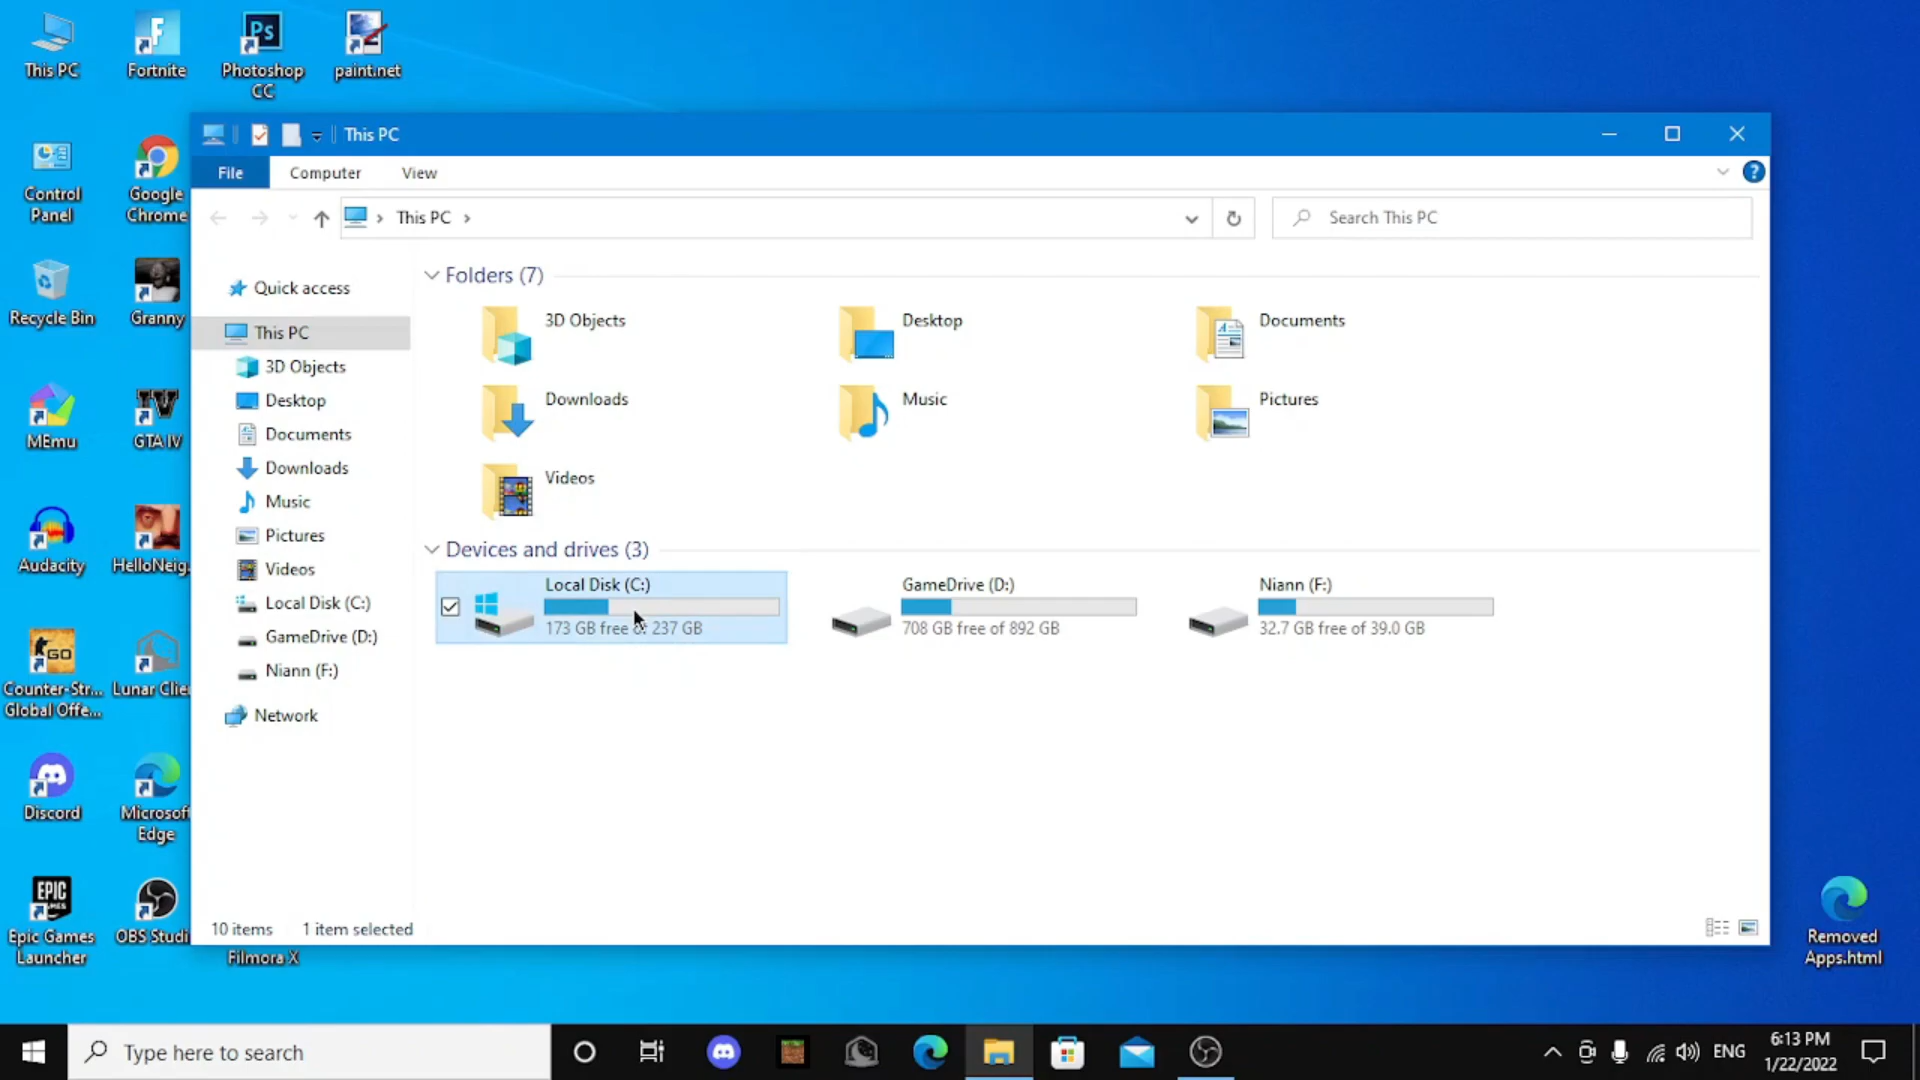 This PC
Fortnite
Photoshop
CC
paint.net
Control
Panel
Google
Chrome
Recycle Bin
Granny
MEmu
GTA IV
Audacity
HelloNeig...
Counter-Str...
Global Offe...
Lunar Clie
Discord
Microsof
Edge
Epic Games
Launcher
OBS Studi
Filmora X
Removed
Apps.html
This PC
File
Computer
View
This PC
Search This PC
Quick access
This PC
3D Objects
Desktop
Documents
Downloads
Music
Pictures
Videos
Local Disk (C:)
GameDrive (D:)
Niann (F:)
Network
Folders (7)
3D Objects
Desktop
Documents
Downloads
Music
Pictures
Videos
Devices and drives (3)
Local Disk (C:)
173 GB free of 237 GB
GameDrive (D:)
708 GB free of 892 GB
Niann (F:)
32.7 GB free of 39.0 GB
10 items
1 item selected
Type here to search
ENG
6:13 PM
1/22/2022